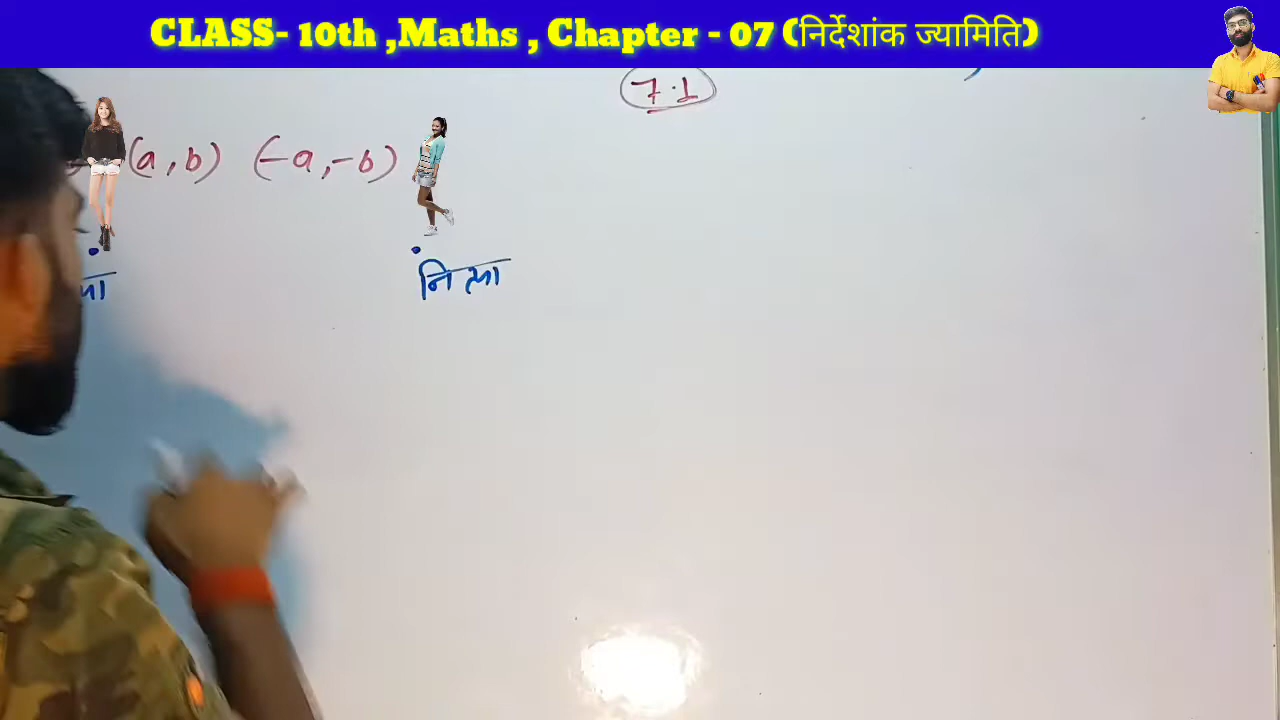 CLASS- 10th ,Maths , Chapter - 07 (निर्देशांक ज्यामिति)
7.1
(a, b) (-a, -b)